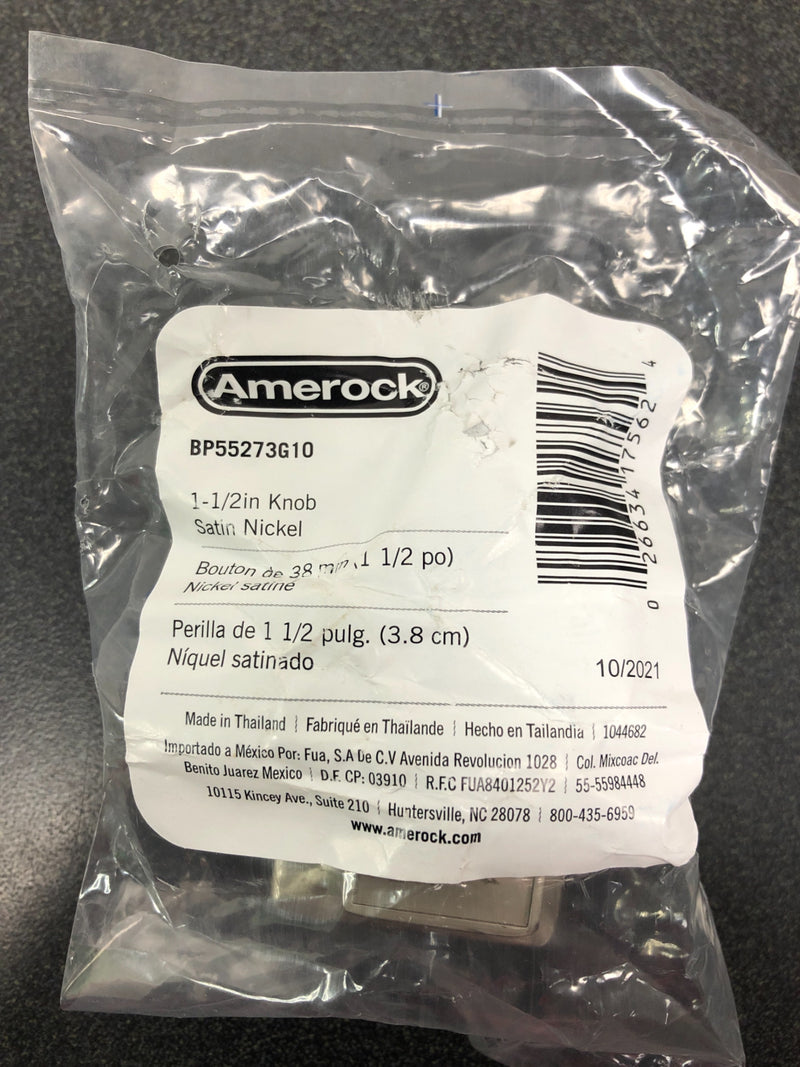 Amerock®
BP55273G10
1-1/2in Knob
Satin Nickel
Bouton de 38 mm (1 1/2 po)
Nickel satiné
Perilla de 1 1/2 pulg. (3.8 cm)
Níquel satinado
0 26634 17562 4
10/2021
Made in Thailand | Fabriqué en Thaïlande | Hecho en Tailandia | 1044682
Importado a México Por: Fua, S.A De C.V Avenida Revolucion 1028 | Col. Mixcoac Del.
Benito Juarez Mexico | D.F. CP: 03910 | R.F.C FUA8401252Y2 | 55-55984448
10115 Kincey Ave., Suite 210 | Huntersville, NC 28078 | 800-435-6959
www.amerock.com